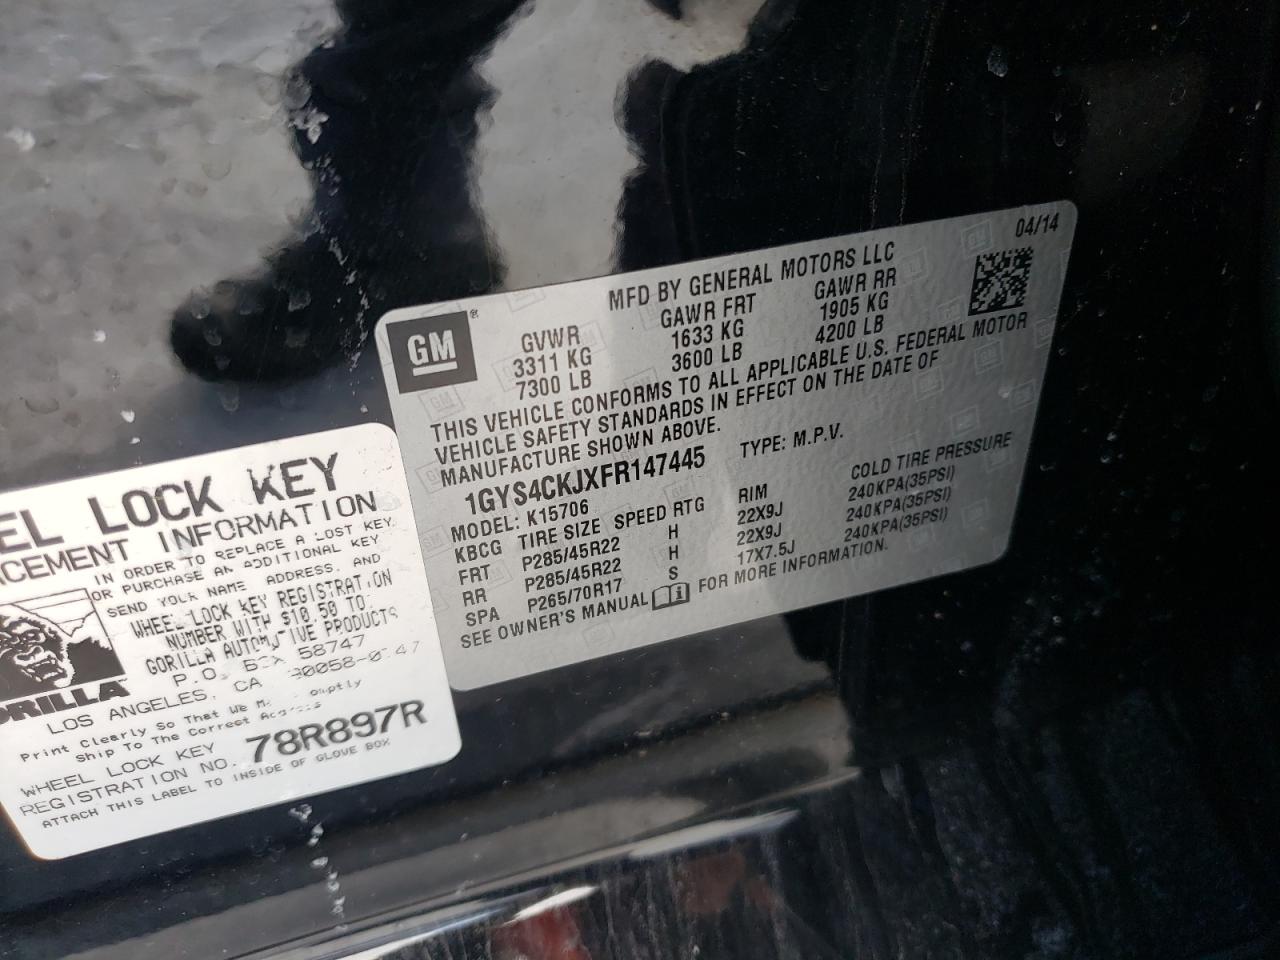 GM ®
MFD BY GENERAL MOTORS LLC 04/14
GVWR GAWR FRT GAWR RR
3311 KG 1633 KG 1905 KG
7300 LB 3600 LB 4200 LB
THIS VEHICLE CONFORMS TO ALL APPLICABLE U.S. FEDERAL MOTOR
VEHICLE SAFETY STANDARDS IN EFFECT ON THE DATE OF
MANUFACTURE SHOWN ABOVE.
1GYS4CKJXFR147445 TYPE: M.P.V.
MODEL: K15706
KBCG TIRE SIZE SPEED RTG RIM COLD TIRE PRESSURE
FRT P285/45R22 H 22X9J 240KPA(35PSI)
RR P285/45R22 H 22X9J 240KPA(35PSI)
SPA P265/70R17 S 17X7.5J 240KPA(35PSI)
SEE OWNER'S MANUAL FOR MORE INFORMATION.
LOCK KEY
INFORMATION
IN ORDER TO REPLACE A LOST KEY
OR PURCHASE AN ADDITIONAL KEY
SEND YOUR NAME, ADDRESS, AND
WHEEL LOCK KEY REGISTRATION
NUMBER WITH $10.50 TO:
GORILLA AUTOMOTIVE PRODUCTS
P.O. BOX 58747
LOS ANGELES, CA
Print Clearly So That We
Ship To The Correct Address
WHEEL LOCK KEY
REGISTRATION NO. 78R897R
ATTACH THIS LABEL TO INSIDE OF GLOVE BOX